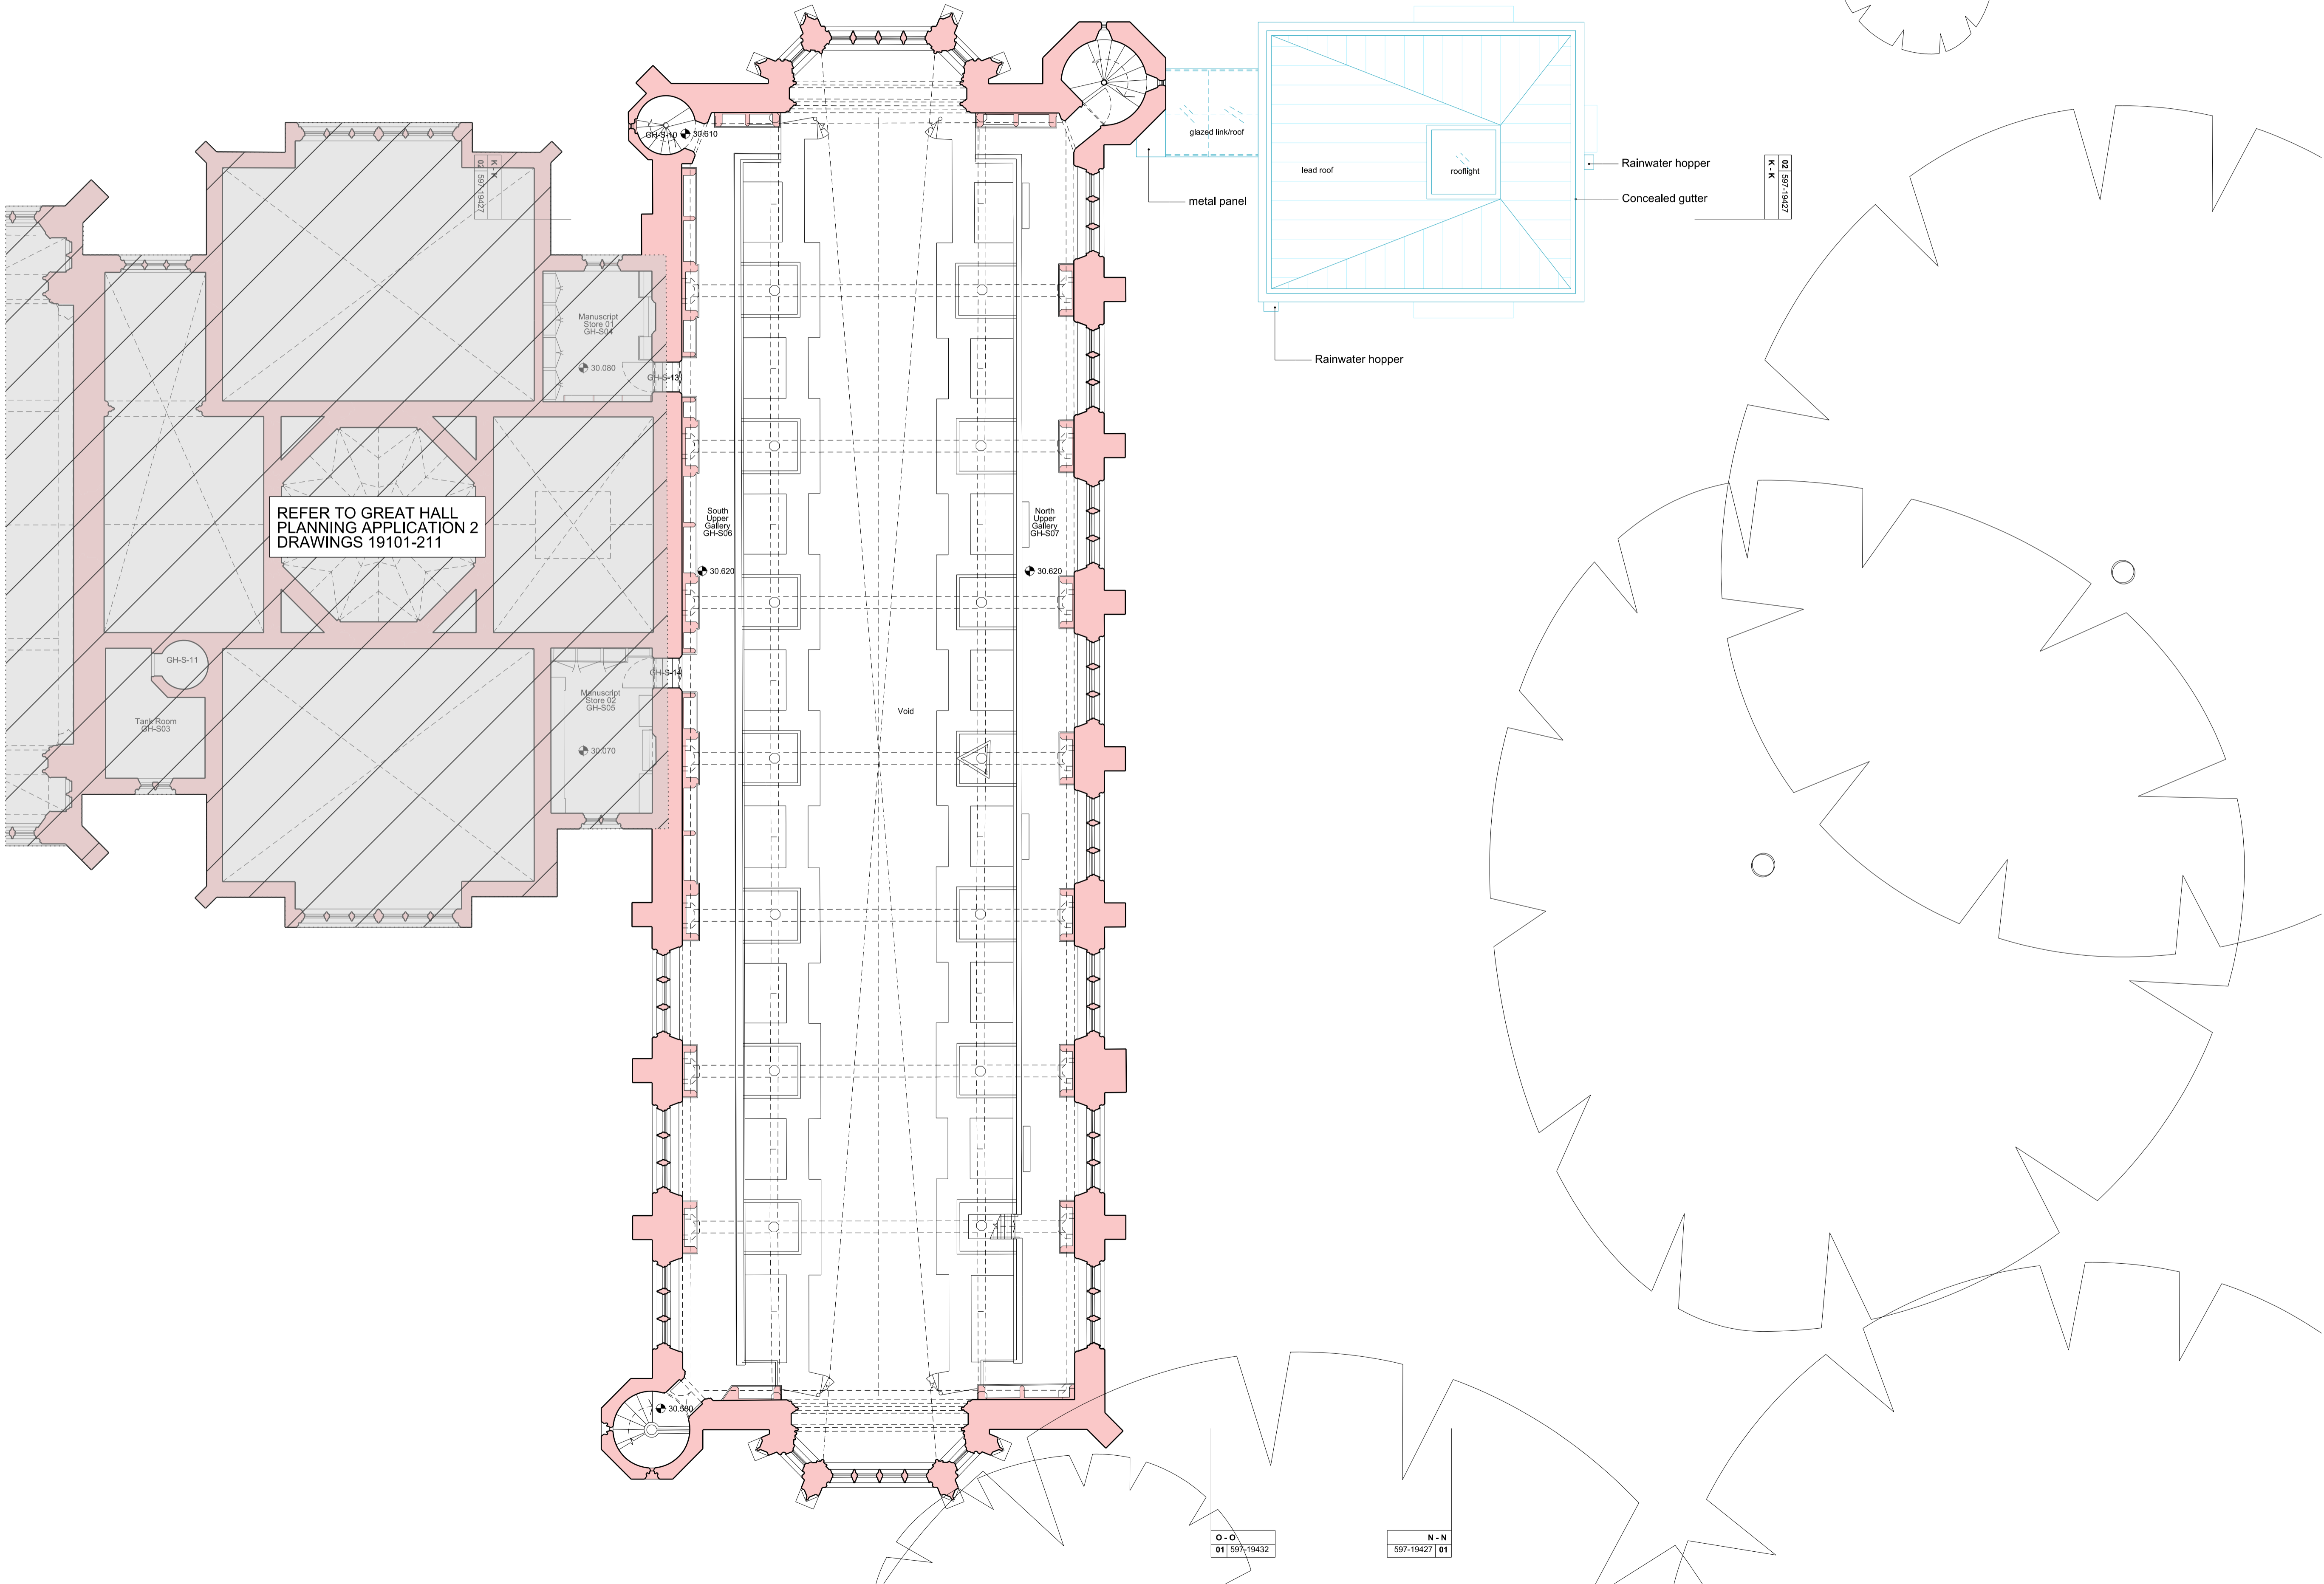 GH-S-10
30.610
K - K
02 597-19427
glazed link/roof
lead roof
rooflight
Rainwater hopper
Concealed gutter
metal panel
Rainwater hopper
02 597-19427
K - K
Manuscript
Store 01
GH-S04
30.080
GH-S-13
REFER TO GREAT HALL
PLANNING APPLICATION 2
DRAWINGS 19101-211
South
Upper
Gallery
GH-S06
30.620
North
Upper
Gallery
GH-S07
30.620
GH-S-11
Tank Room
GH-S03
GH-S-14
Manuscript
Store 02
GH-S05
30.070
Void
30.580
O - O
01 597-19432
N - N
597-19427 01